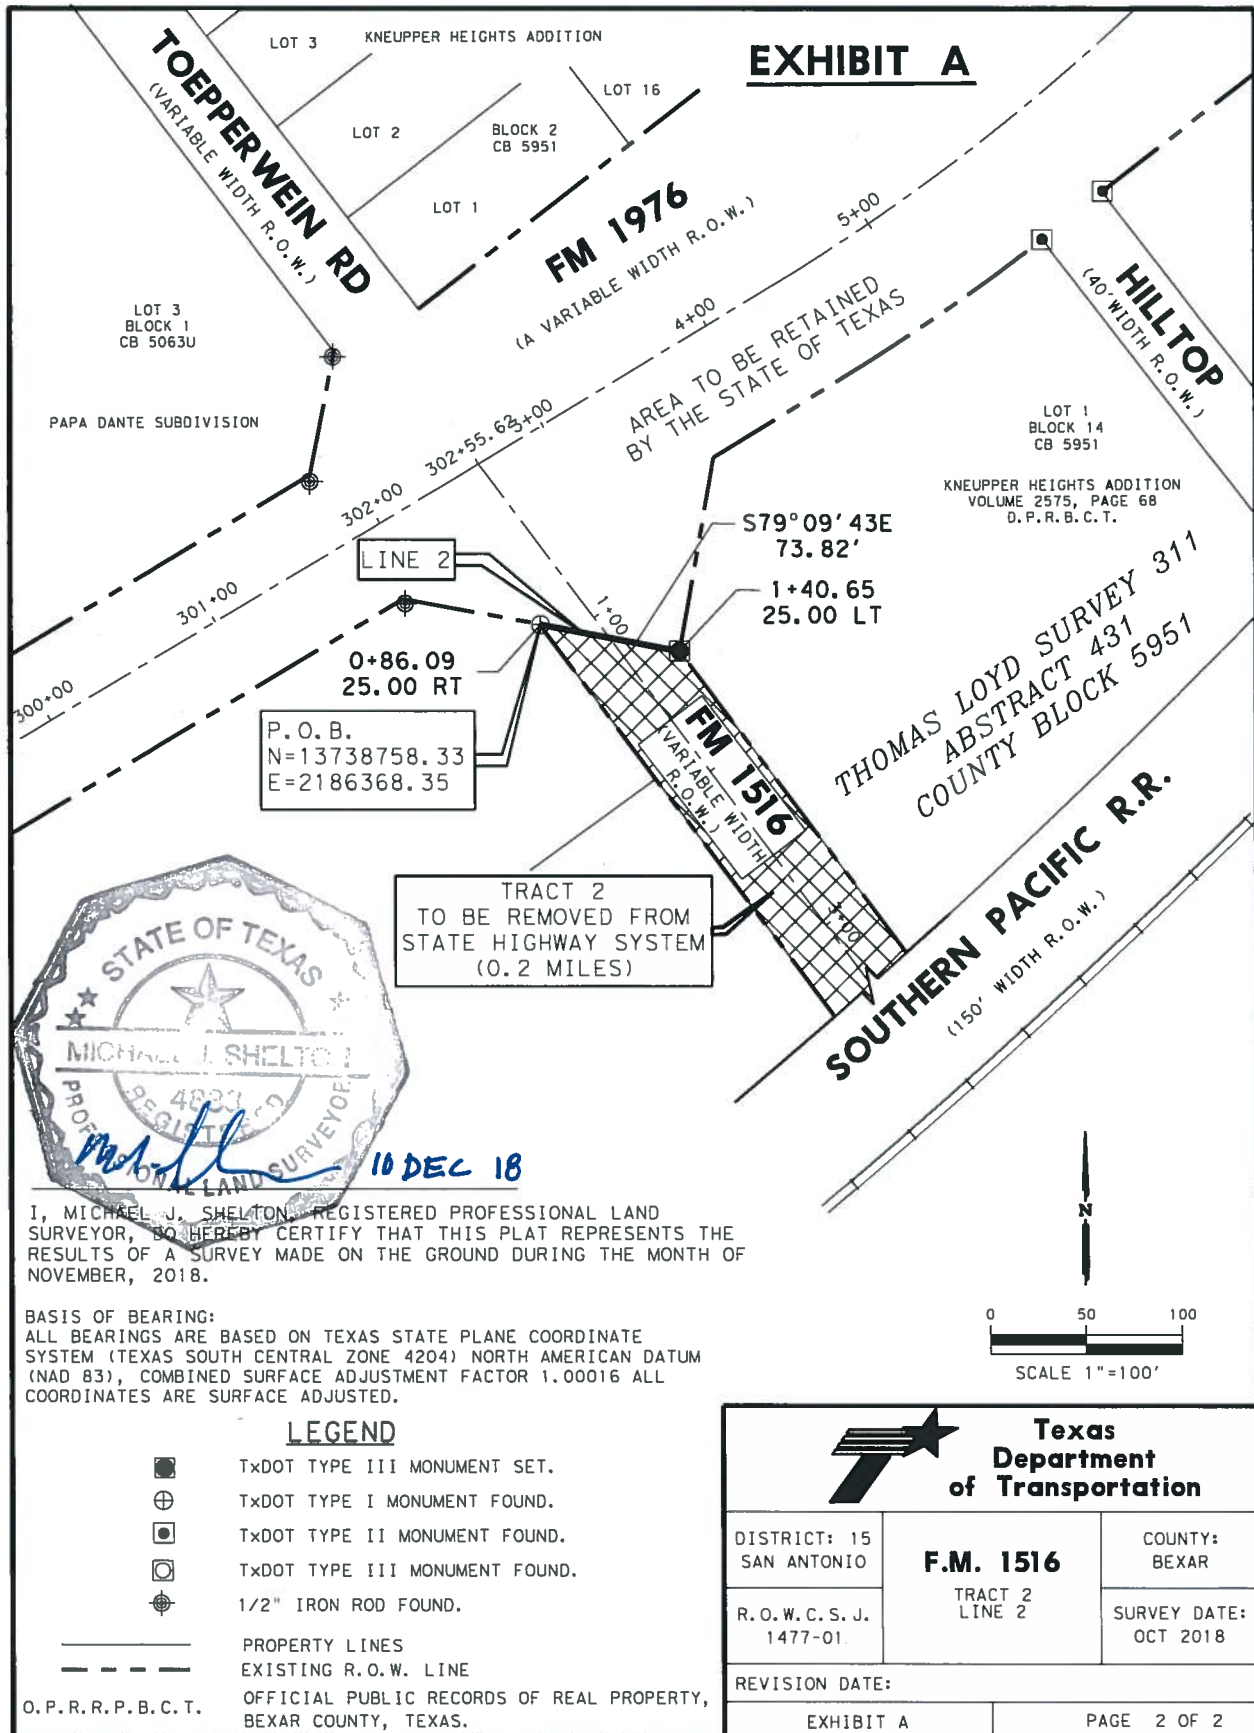 EXHIBIT A
TOEPPERWEIN RD
(VARIABLE WIDTH R.O.W.)
LOT 3
KNEUPPER HEIGHTS ADDITION
LOT 16
LOT 2
BLOCK 2
CB 5951
LOT 1
FM 1976
(A VARIABLE WIDTH R.O.W.)
5+00
4+00
3+00
302+55.62
302+00
301+00
300+00
AREA TO BE RETAINED
BY THE STATE OF TEXAS
HILLTOP
(40' WIDTH R.O.W.)
LOT 3
BLOCK 1
CB 5063U
PAPA DANTE SUBDIVISION
LOT 1
BLOCK 14
CB 5951
KNEUPPER HEIGHTS ADDITION
VOLUME 2575, PAGE 68
D.P.R.B.C.T.
S79°09'43E
73.82'
LINE 2
1+40.65
25.00 LT
1+00
0+86.09
25.00 RT
P.O.B.
N=13738758.33
E=2186368.35
THOMAS LOYD SURVEY 311
ABSTRACT 431
COUNTY BLOCK 5951
FM 1516
(VARIABLE WIDTH
R.O.W.)
3+00
TRACT 2
TO BE REMOVED FROM
STATE HIGHWAY SYSTEM
(0.2 MILES)
SOUTHERN PACIFIC R.R.
(150' WIDTH R.O.W.)
STATE OF TEXAS
MICHAEL J. SHELTON
4883
REGISTERED
PROFESSIONAL LAND SURVEYOR
10 DEC 18
I, MICHAEL J. SHELTON, REGISTERED PROFESSIONAL LAND
SURVEYOR, DO HEREBY CERTIFY THAT THIS PLAT REPRESENTS THE
RESULTS OF A SURVEY MADE ON THE GROUND DURING THE MONTH OF
NOVEMBER, 2018.
BASIS OF BEARING:
ALL BEARINGS ARE BASED ON TEXAS STATE PLANE COORDINATE
SYSTEM (TEXAS SOUTH CENTRAL ZONE 4204) NORTH AMERICAN DATUM
(NAD 83), COMBINED SURFACE ADJUSTMENT FACTOR 1.00016 ALL
COORDINATES ARE SURFACE ADJUSTED.
N
0 50 100
SCALE 1"=100'
LEGEND
TxDOT TYPE III MONUMENT SET.
TxDOT TYPE I MONUMENT FOUND.
TxDOT TYPE II MONUMENT FOUND.
TxDOT TYPE III MONUMENT FOUND.
1/2" IRON ROD FOUND.
PROPERTY LINES
EXISTING R.O.W. LINE
O.P.R.R.P.B.C.T. OFFICIAL PUBLIC RECORDS OF REAL PROPERTY,
BEXAR COUNTY, TEXAS.
Texas
Department
of Transportation
DISTRICT: 15
SAN ANTONIO
F.M. 1516
TRACT 2
LINE 2
COUNTY:
BEXAR
R.O.W.C.S.J.
1477-01
SURVEY DATE:
OCT 2018
REVISION DATE:
EXHIBIT A
PAGE 2 OF 2